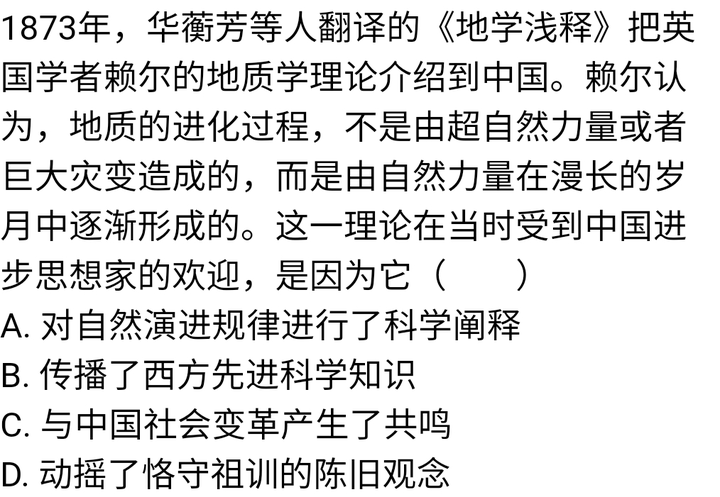 1873年，华蘅芳等人翻译的《地学浅释》把英
国学者赖尔的地质学理论介绍到中国。赖尔认
为，地质的进化过程，不是由超自然力量或者
巨大灾变造成的，而是由自然力量在漫长的岁
月中逐渐形成的。这一理论在当时受到中国进
步思想家的欢迎，是因为它（　　）
A. 对自然演进规律进行了科学阐释
B. 传播了西方先进科学知识
C. 与中国社会变革产生了共鸣
D. 动摇了恪守祖训的陈旧观念